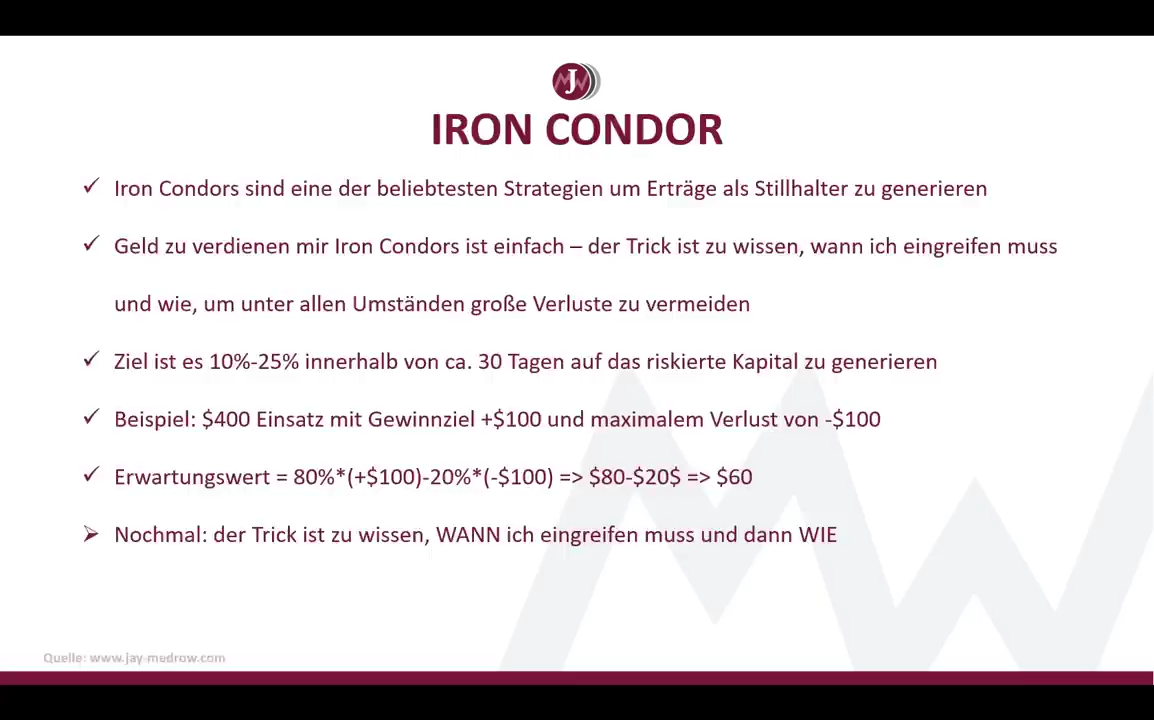 J
IRON CONDOR
✓ Iron Condors sind eine der beliebtesten Strategien um Erträge als Stillhalter zu generieren
✓ Geld zu verdienen mir Iron Condors ist einfach – der Trick ist zu wissen, wann ich eingreifen muss
und wie, um unter allen Umständen große Verluste zu vermeiden
✓ Ziel ist es 10%-25% innerhalb von ca. 30 Tagen auf das riskierte Kapital zu generieren
✓ Beispiel: $400 Einsatz mit Gewinnziel +$100 und maximalem Verlust von -$100
✓ Erwartungswert = 80%*(+$100)-20%*(-$100) => $80-$20$ => $60
➢ Nochmal: der Trick ist zu wissen, WANN ich eingreifen muss und dann WIE
Quelle: www.jay-medrow.com